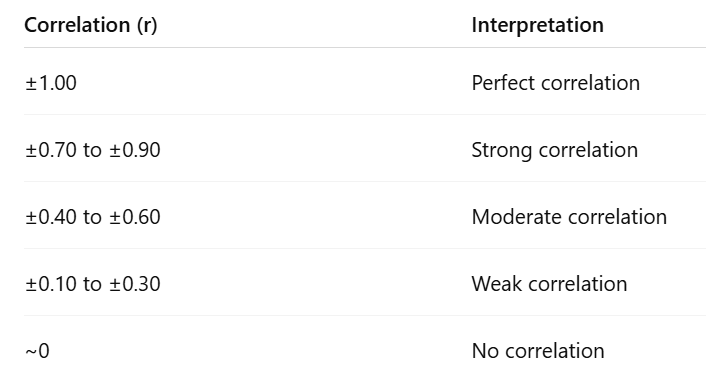 Correlation (r) Interpretation
±1.00 Perfect correlation
±0.70 to ±0.90 Strong correlation
±0.40 to ±0.60 Moderate correlation
±0.10 to ±0.30 Weak correlation
~0 No correlation